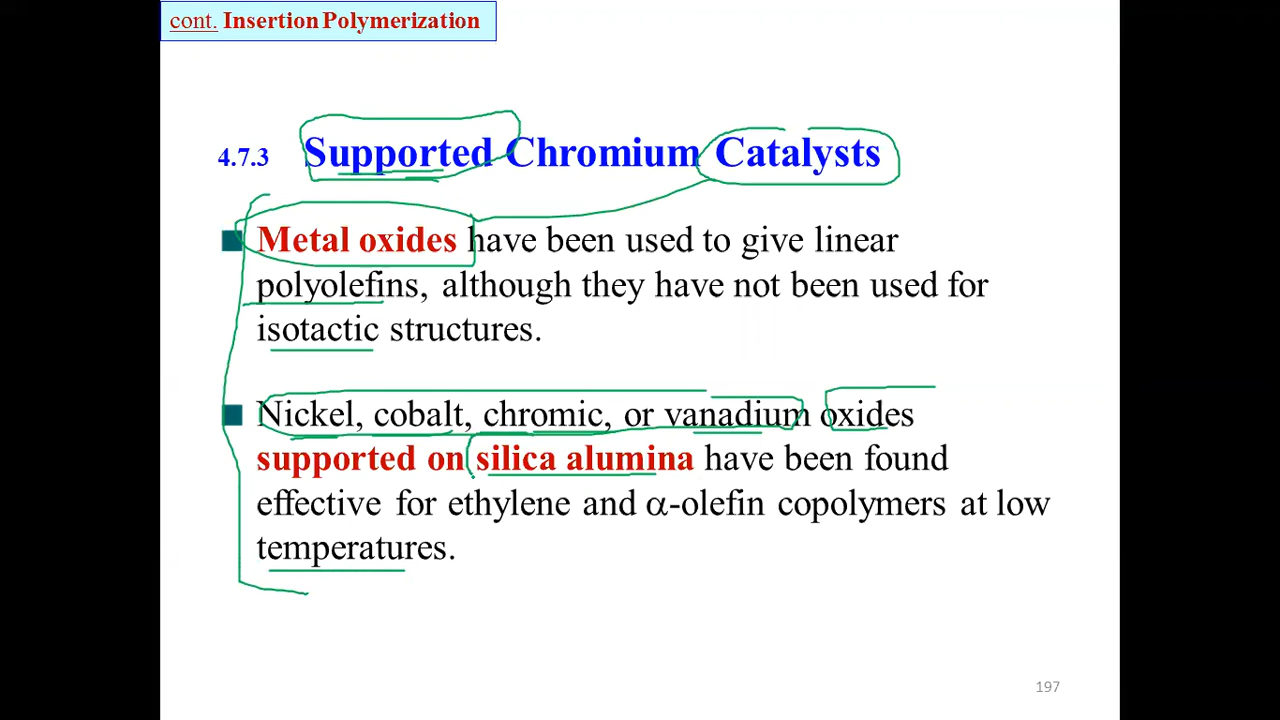 cont. Insertion Polymerization
4.7.3 Supported Chromium Catalysts
Metal oxides have been used to give linear
polyolefins, although they have not been used for
isotactic structures.
Nickel, cobalt, chromic, or vanadium oxides
supported on silica alumina have been found
effective for ethylene and α-olefin copolymers at low
temperatures.
197